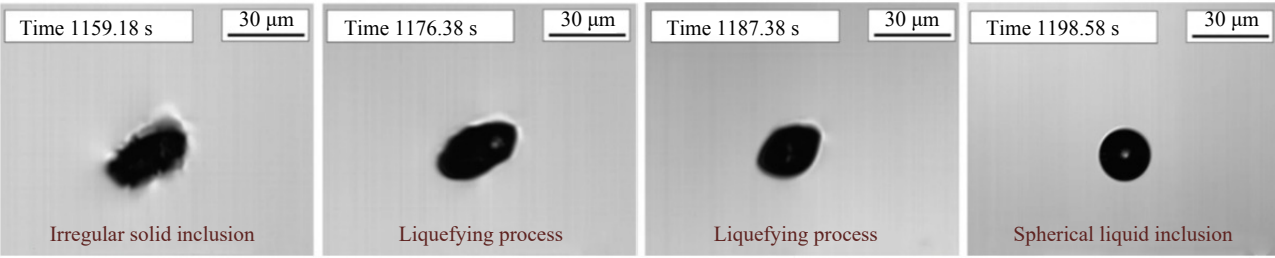 Time 1159.18 s
30 μm
Irregular solid inclusion
Time 1176.38 s
30 μm
Liquefying process
Time 1187.38 s
30 μm
Liquefying process
Time 1198.58 s
30 μm
Spherical liquid inclusion